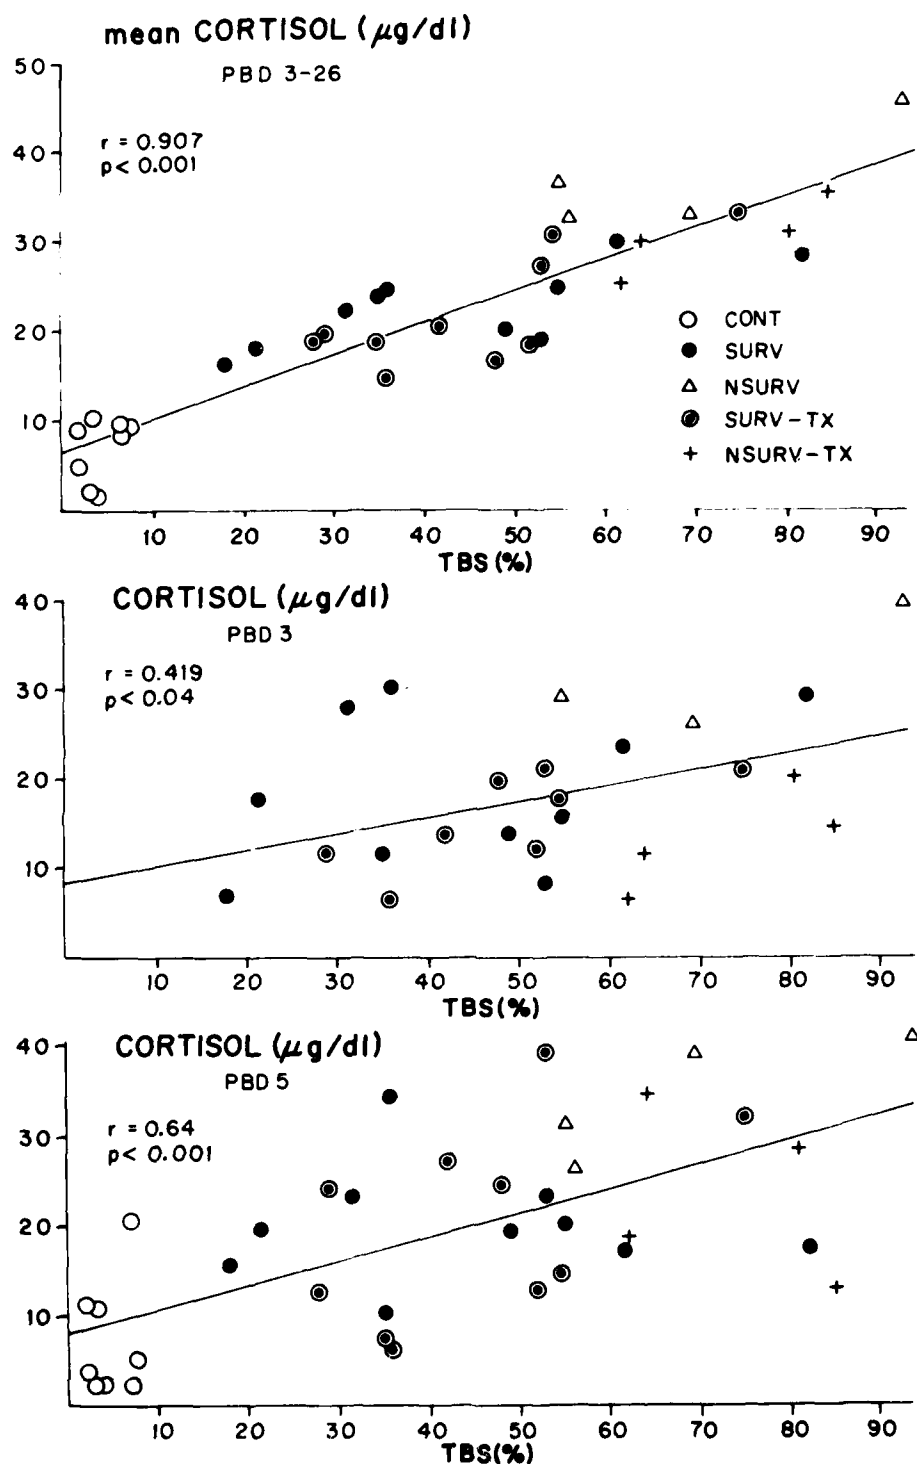 mean CORTISOL (μg/dl)
PBD 3-26
50
40
30
20
10
r = 0.907
p< 0.001
CONT
SURV
NSURV
SURV-TX
NSURV-TX
10 20 30 40 50 60 70 80 90
TBS (%)
CORTISOL (μg/dl)
PBD 3
40
30
20
10
r = 0.419
p< 0.04
10 20 30 40 50 60 70 80 90
TBS (%)
CORTISOL (μg/dl)
PBD 5
40
30
20
10
r = 0.64
p< 0.001
10 20 30 40 50 60 70 80 90
TBS (%)